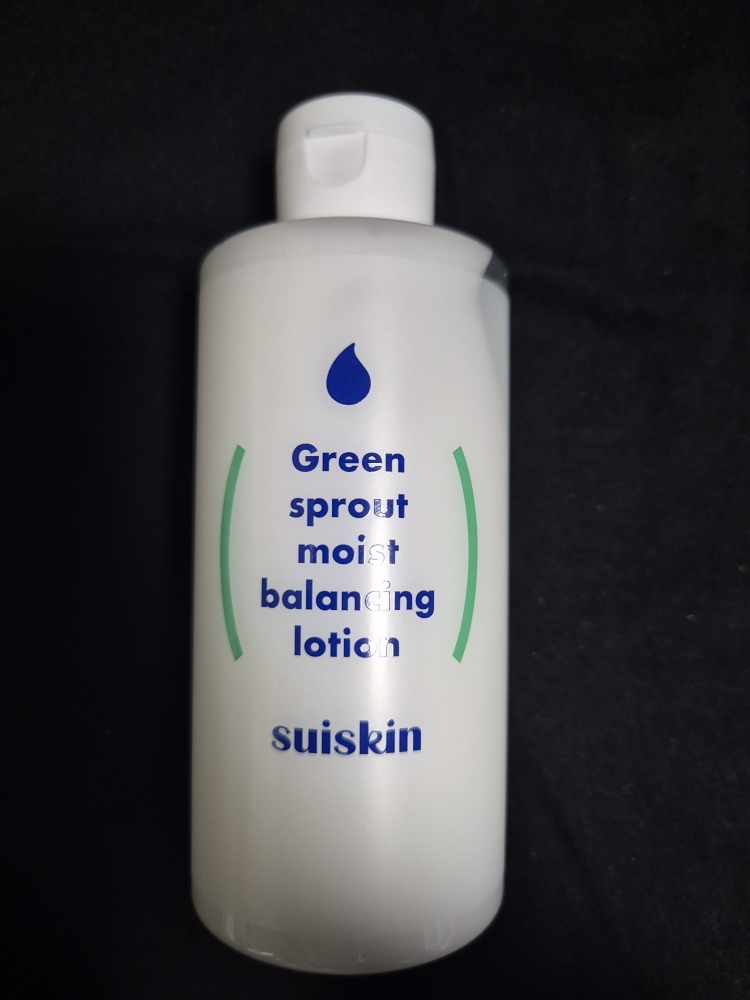 Green
sprout
moist
balancing
lotion
suiskin